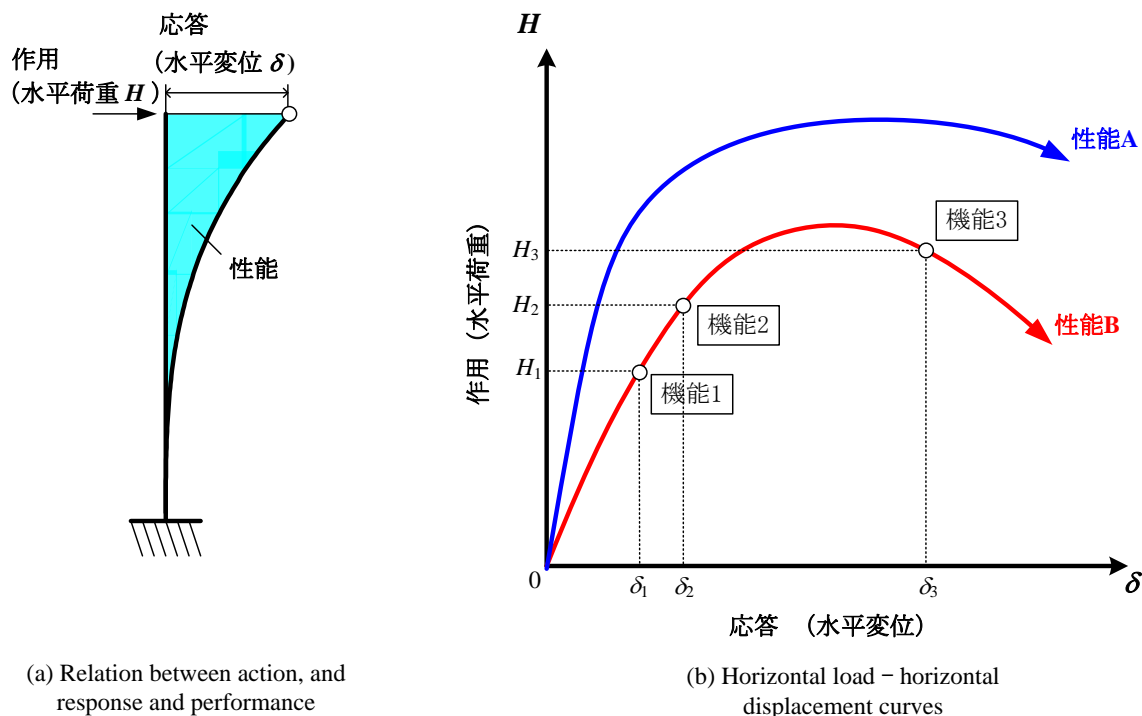 応答
（水平変位 δ）
作用
（水平荷重 H ）
性能
(a) Relation between action, and
response and performance
H
性能A
機能3
H3
作用（水平荷重）
H2
機能2
性能B
H1
機能1
0
δ1
δ2
δ3
δ
応答　（水平変位）
(b) Horizontal load − horizontal
displacement curves